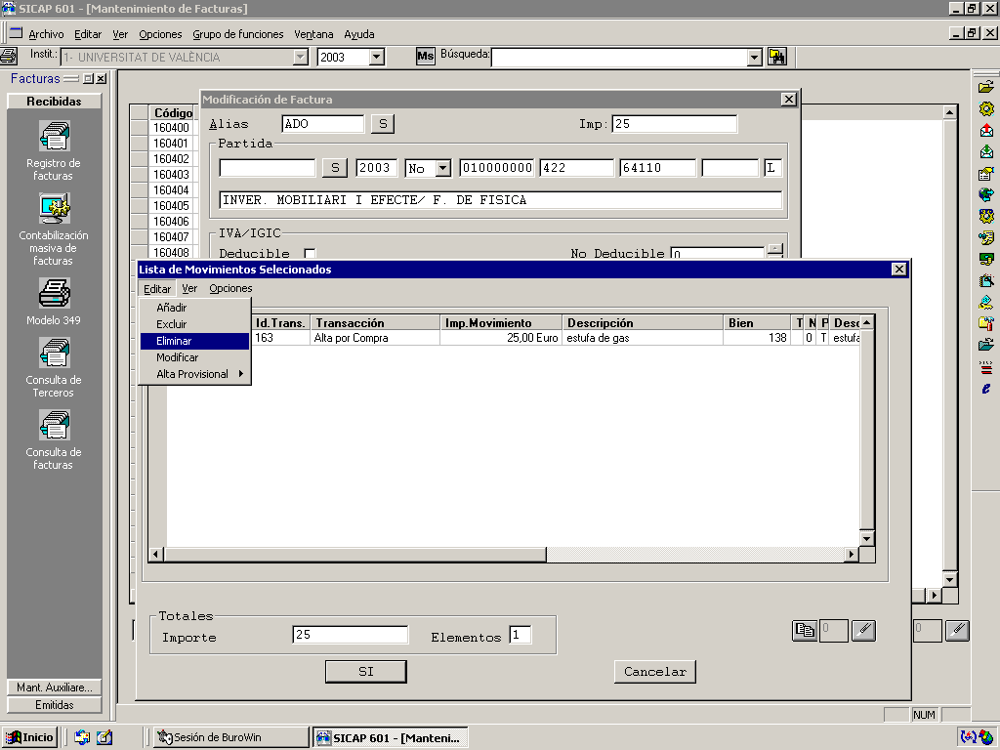 SICAP 601 - [Mantenimiento de Facturas]
Archivo Editar Ver Opciones Grupo de funciones Ventana Ayuda
Instit.: 1- UNIVERSITAT DE VALÈNCIA 2003 Ms Búsqueda:
Facturas
Recibidas
Registro de
facturas
Contabilización
masiva de
facturas
Modelo 349
Consulta de
Terceros
Consulta de
facturas
Mant. Auxiliare...
Emitidas
Código
160400
160401
160402
160403
160404
160405
160406
160407
160408
Modificación de Factura
Alias ADO S Imp: 25
Partida
S 2003 No 010000000 422 64110 L
INVER. MOBILIARI I EFECTE/ F. DE FISICA
IVA/IGIC
Deducible No Deducible 0
Lista de Movimientos Selecionados
Editar Ver Opciones
Añadir
Excluir
Eliminar
Modificar
Alta Provisional
Id.Trans. Transacción Imp.Movimiento Descripción Bien T N P Desc
163 Alta por Compra 25,00 Euro estufa de gas 138 0 T estufa
Totales
Importe 25 Elementos 1
0 0
SI Cancelar
NUM
Inicio Sesión de BuroWin SICAP 601 - [Manteni...